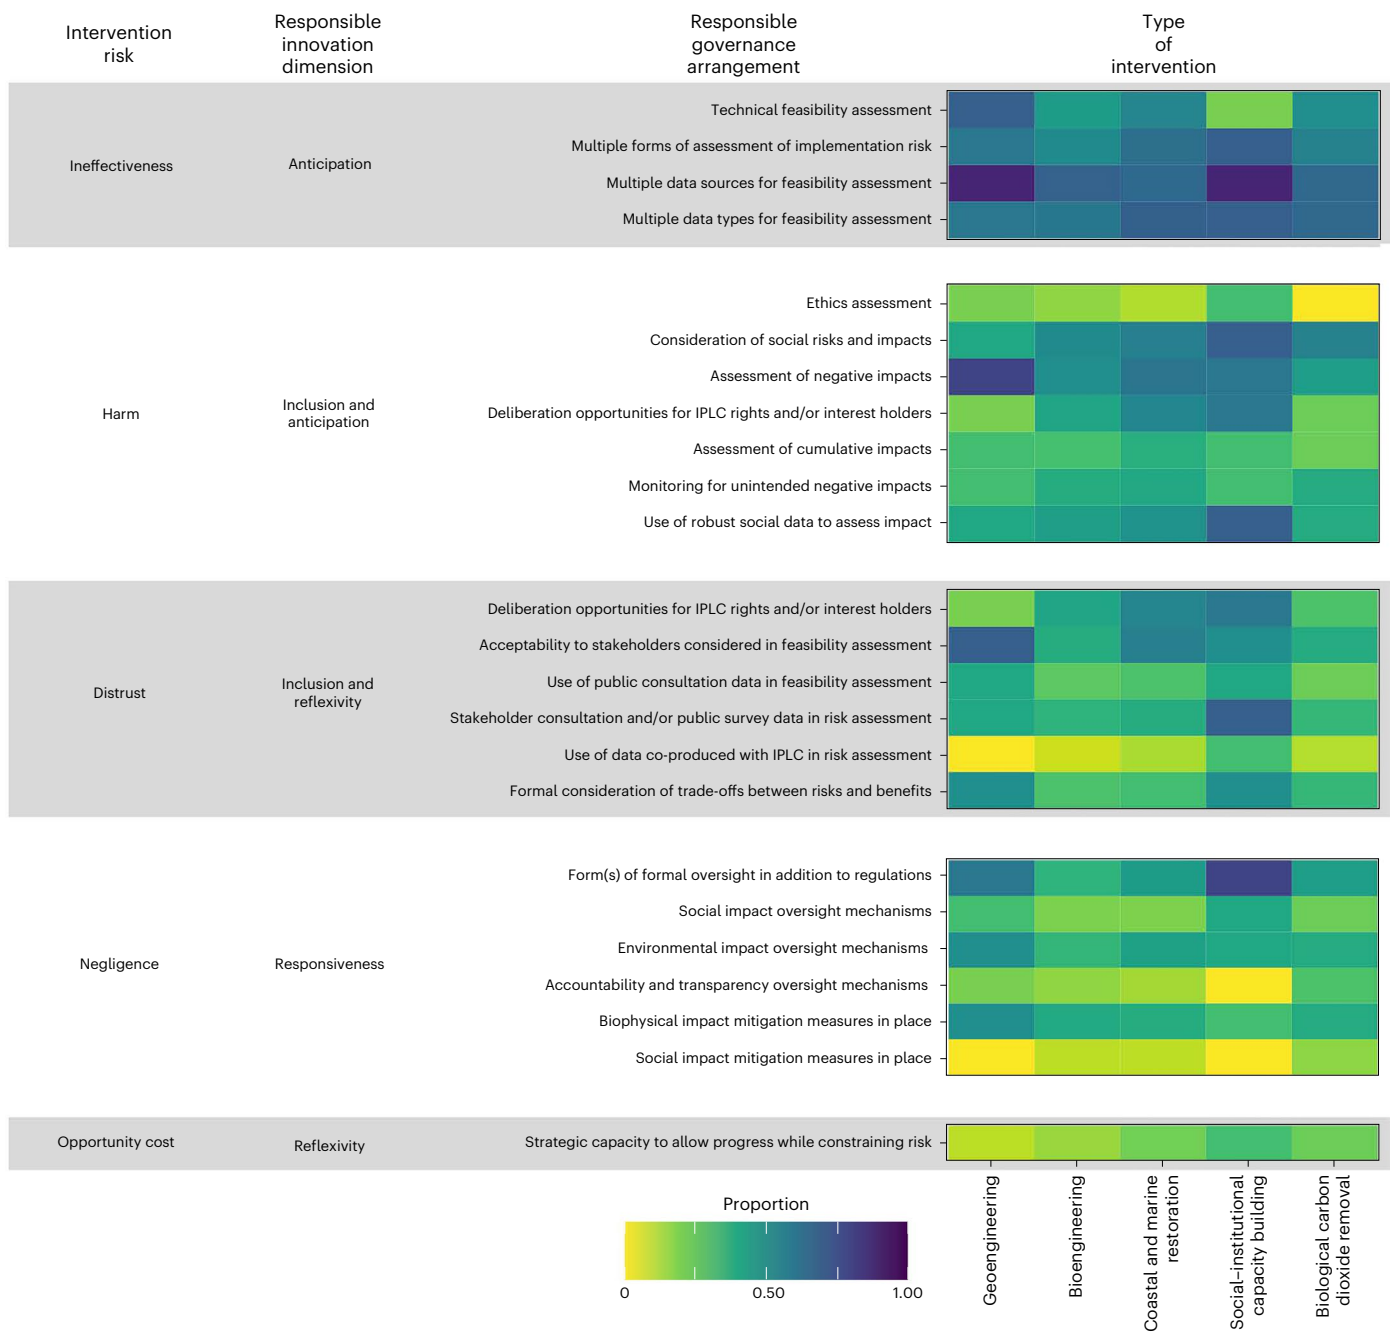 Intervention
risk
Responsible
innovation
dimension
Responsible
governance
arrangement
Type
of
intervention
Ineffectiveness
Anticipation
Technical feasibility assessment
Multiple forms of assessment of implementation risk
Multiple data sources for feasibility assessment
Multiple data types for feasibility assessment
Harm
Inclusion and
anticipation
Ethics assessment
Consideration of social risks and impacts
Assessment of negative impacts
Deliberation opportunities for IPLC rights and/or interest holders
Assessment of cumulative impacts
Monitoring for unintended negative impacts
Use of robust social data to assess impact
Distrust
Inclusion and
reflexivity
Deliberation opportunities for IPLC rights and/or interest holders
Acceptability to stakeholders considered in feasibility assessment
Use of public consultation data in feasibility assessment
Stakeholder consultation and/or public survey data in risk assessment
Use of data co-produced with IPLC in risk assessment
Formal consideration of trade-offs between risks and benefits
Negligence
Responsiveness
Form(s) of formal oversight in addition to regulations
Social impact oversight mechanisms
Environmental impact oversight mechanisms
Accountability and transparency oversight mechanisms
Biophysical impact mitigation measures in place
Social impact mitigation measures in place
Opportunity cost
Reflexivity
Strategic capacity to allow progress while constraining risk
Geoengineering
Bioengineering
Coastal and marine
restoration
Social–institutional
capacity building
Biological carbon
dioxide removal
Proportion
0
0.50
1.00